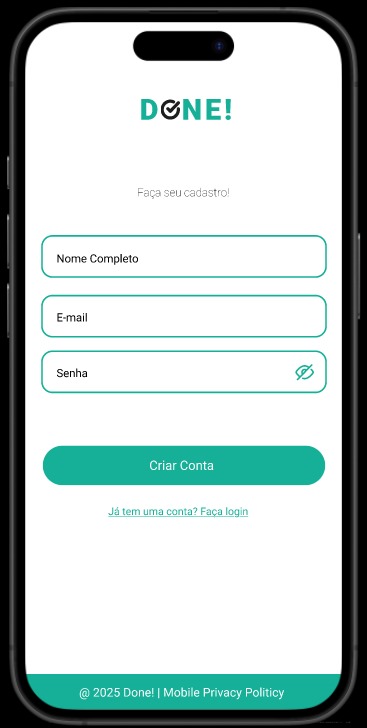 DONE!
Faça seu cadastro!
Nome Completo
E-mail
Senha
Criar Conta
Já tem uma conta? Faça login
@ 2025 Done! | Mobile Privacy Politicy